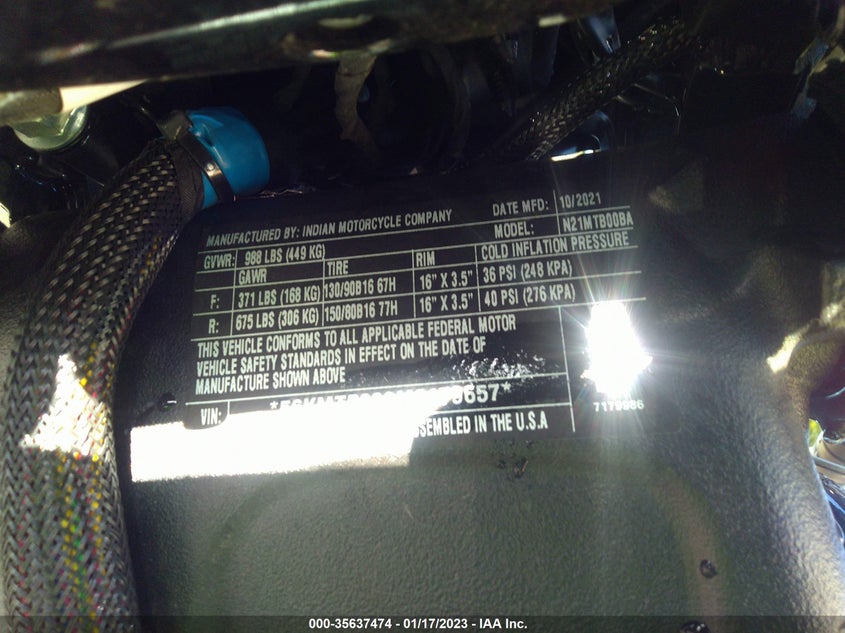 MANUFACTURED BY: INDIAN MOTORCYCLE COMPANY DATE MFD: 10/2021
GVWR: 988 LBS (449 KG) MODEL: N21MTB00BA
GAWR TIRE RIM COLD INFLATION PRESSURE
F: 371 LBS (168 KG) 130/90B16 67H 16" X 3.5" 36 PSI (248 KPA)
R: 675 LBS (306 KG) 150/80B16 77H 16" X 3.5" 40 PSI (276 KPA)
THIS VEHICLE CONFORMS TO ALL APPLICABLE FEDERAL MOTOR
VEHICLE SAFETY STANDARDS IN EFFECT ON THE DATE OF
MANUFACTURE SHOWN ABOVE
VIN:
IN THE U.S.A
000-35637474 - 01/17/2023 - IAA Inc.